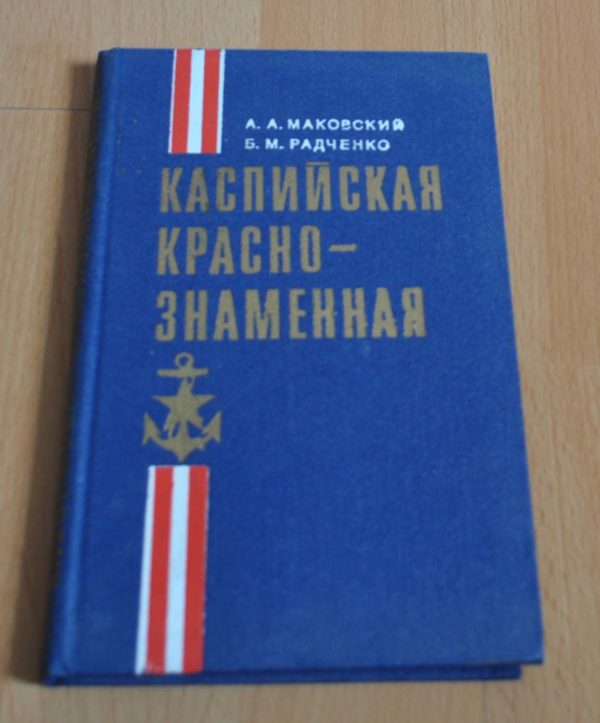 А. А. МАКОВСКИЙ
Б. М. РАДЧЕНКО
КАСПИЙСКАЯ
КРАСНО-
ЗНАМЕННАЯ